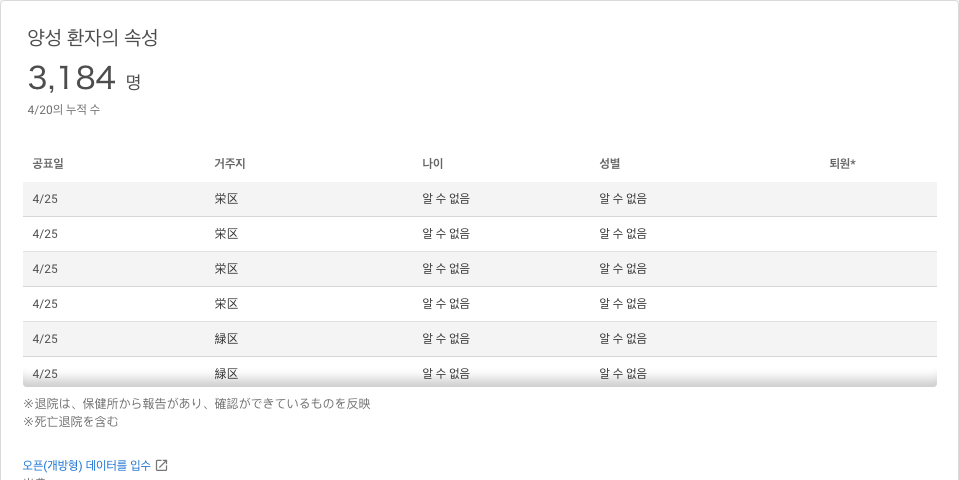 양성 환자의 속성
3,184 명
4/20의 누적 수
공표일 거주지 나이 성별 퇴원*
4/25 栄区 알 수 없음 알 수 없음
4/25 栄区 알 수 없음 알 수 없음
4/25 栄区 알 수 없음 알 수 없음
4/25 栄区 알 수 없음 알 수 없음
4/25 緑区 알 수 없음 알 수 없음
4/25 緑区 알 수 없음 알 수 없음
※退院は、保健所から報告があり、確認ができているものを反映
※死亡退院を含む
오픈(개방형) 데이터를 입수